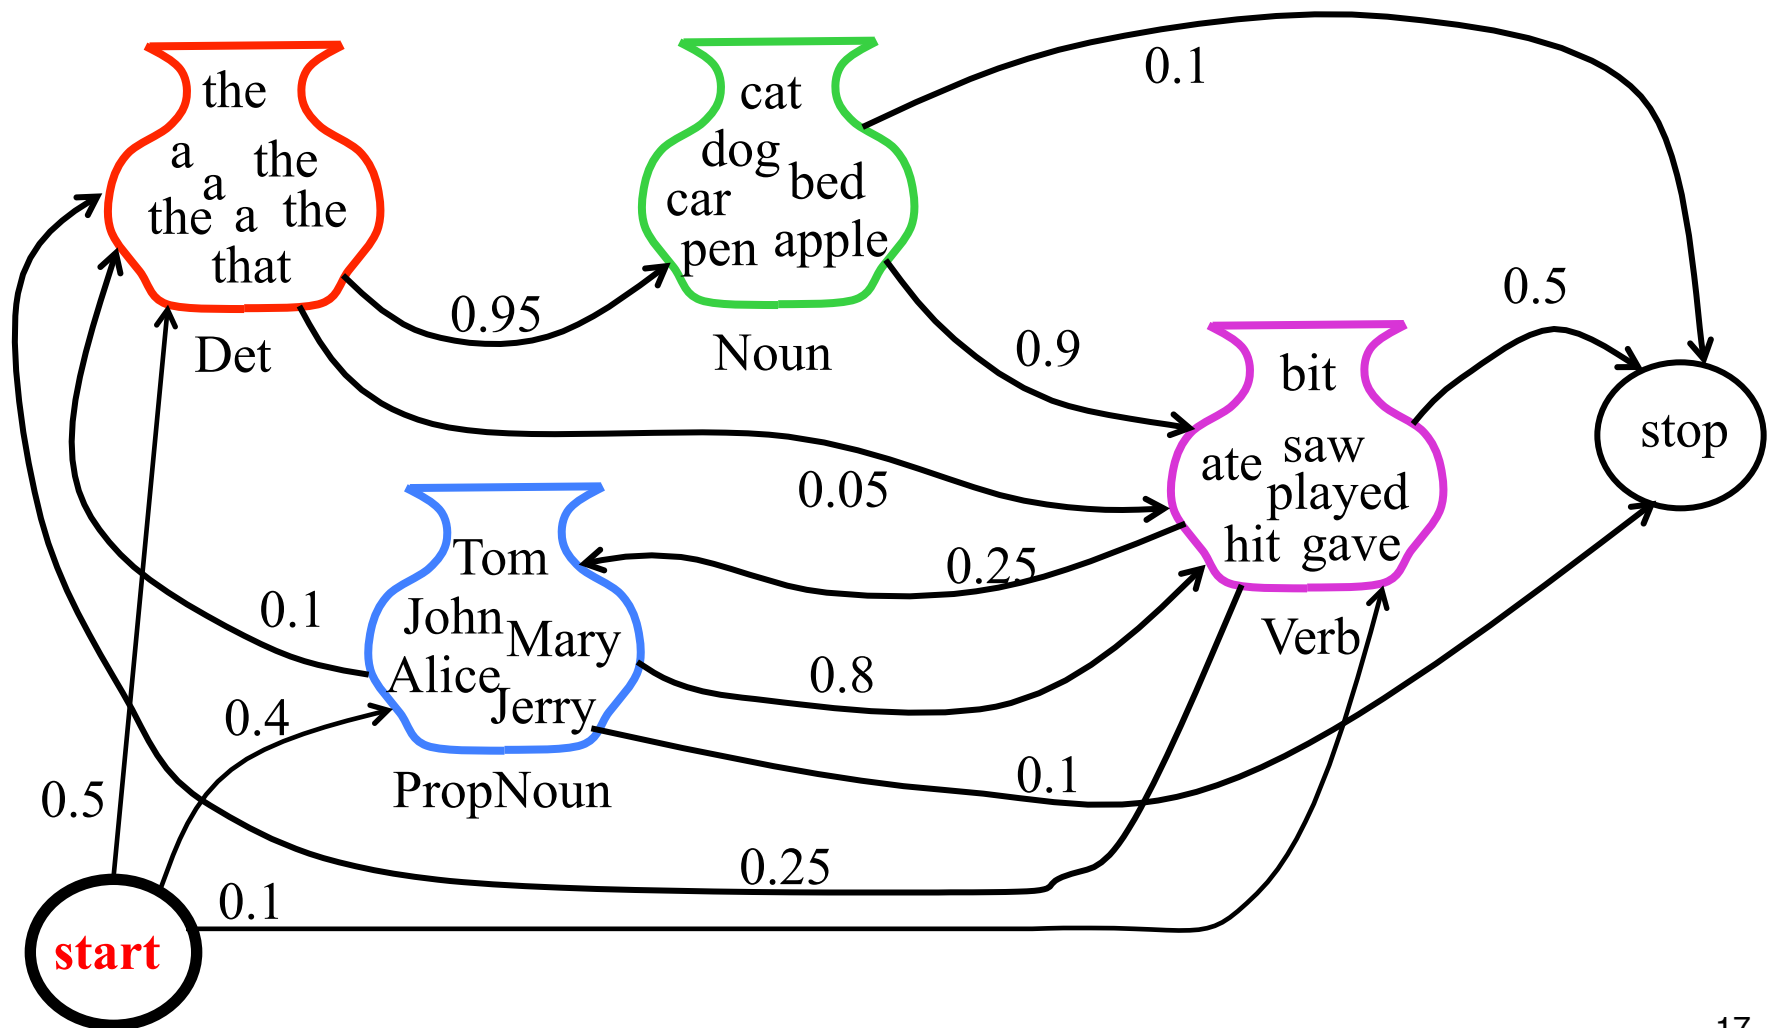 the
a
the
a
the
a
the
that
Det
cat
dog
bed
car
pen
apple
Noun
0.1
0.95
0.9
0.5
bit
saw
ate
played
hit
gave
Verb
stop
0.05
0.25
Tom
John
Mary
Alice
Jerry
PropNoun
0.1
0.8
0.4
0.1
0.5
0.25
0.1
start
17